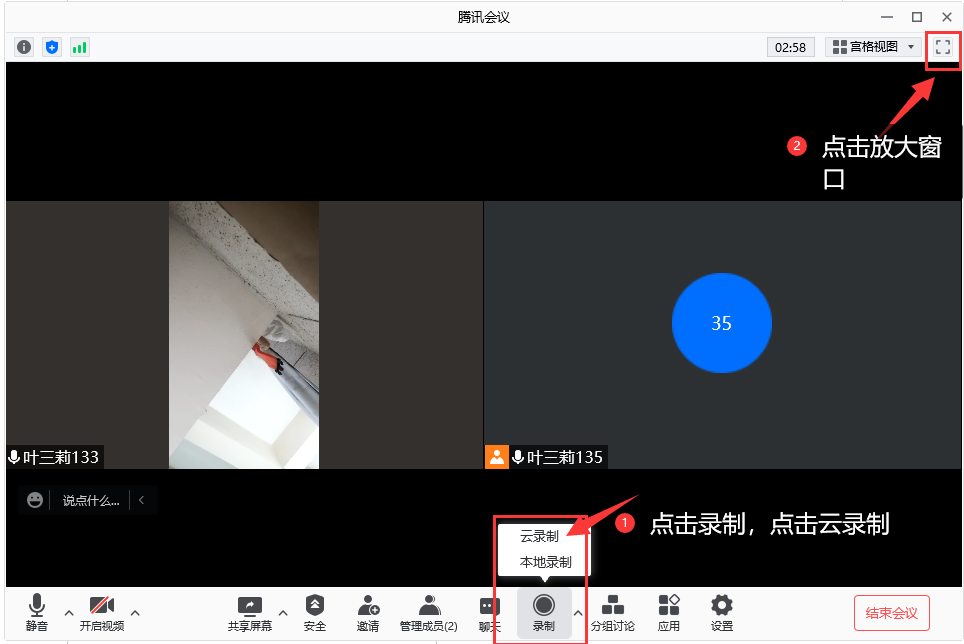 腾讯会议
02:58
宫格视图
2
点击放大窗
口
35
叶三莉133
叶三莉135
说点什么...
1
点击录制，点击云录制
云录制
本地录制
静音
开启视频
共享屏幕
安全
邀请
管理成员(2)
聊天
录制
分组讨论
应用
设置
结束会议